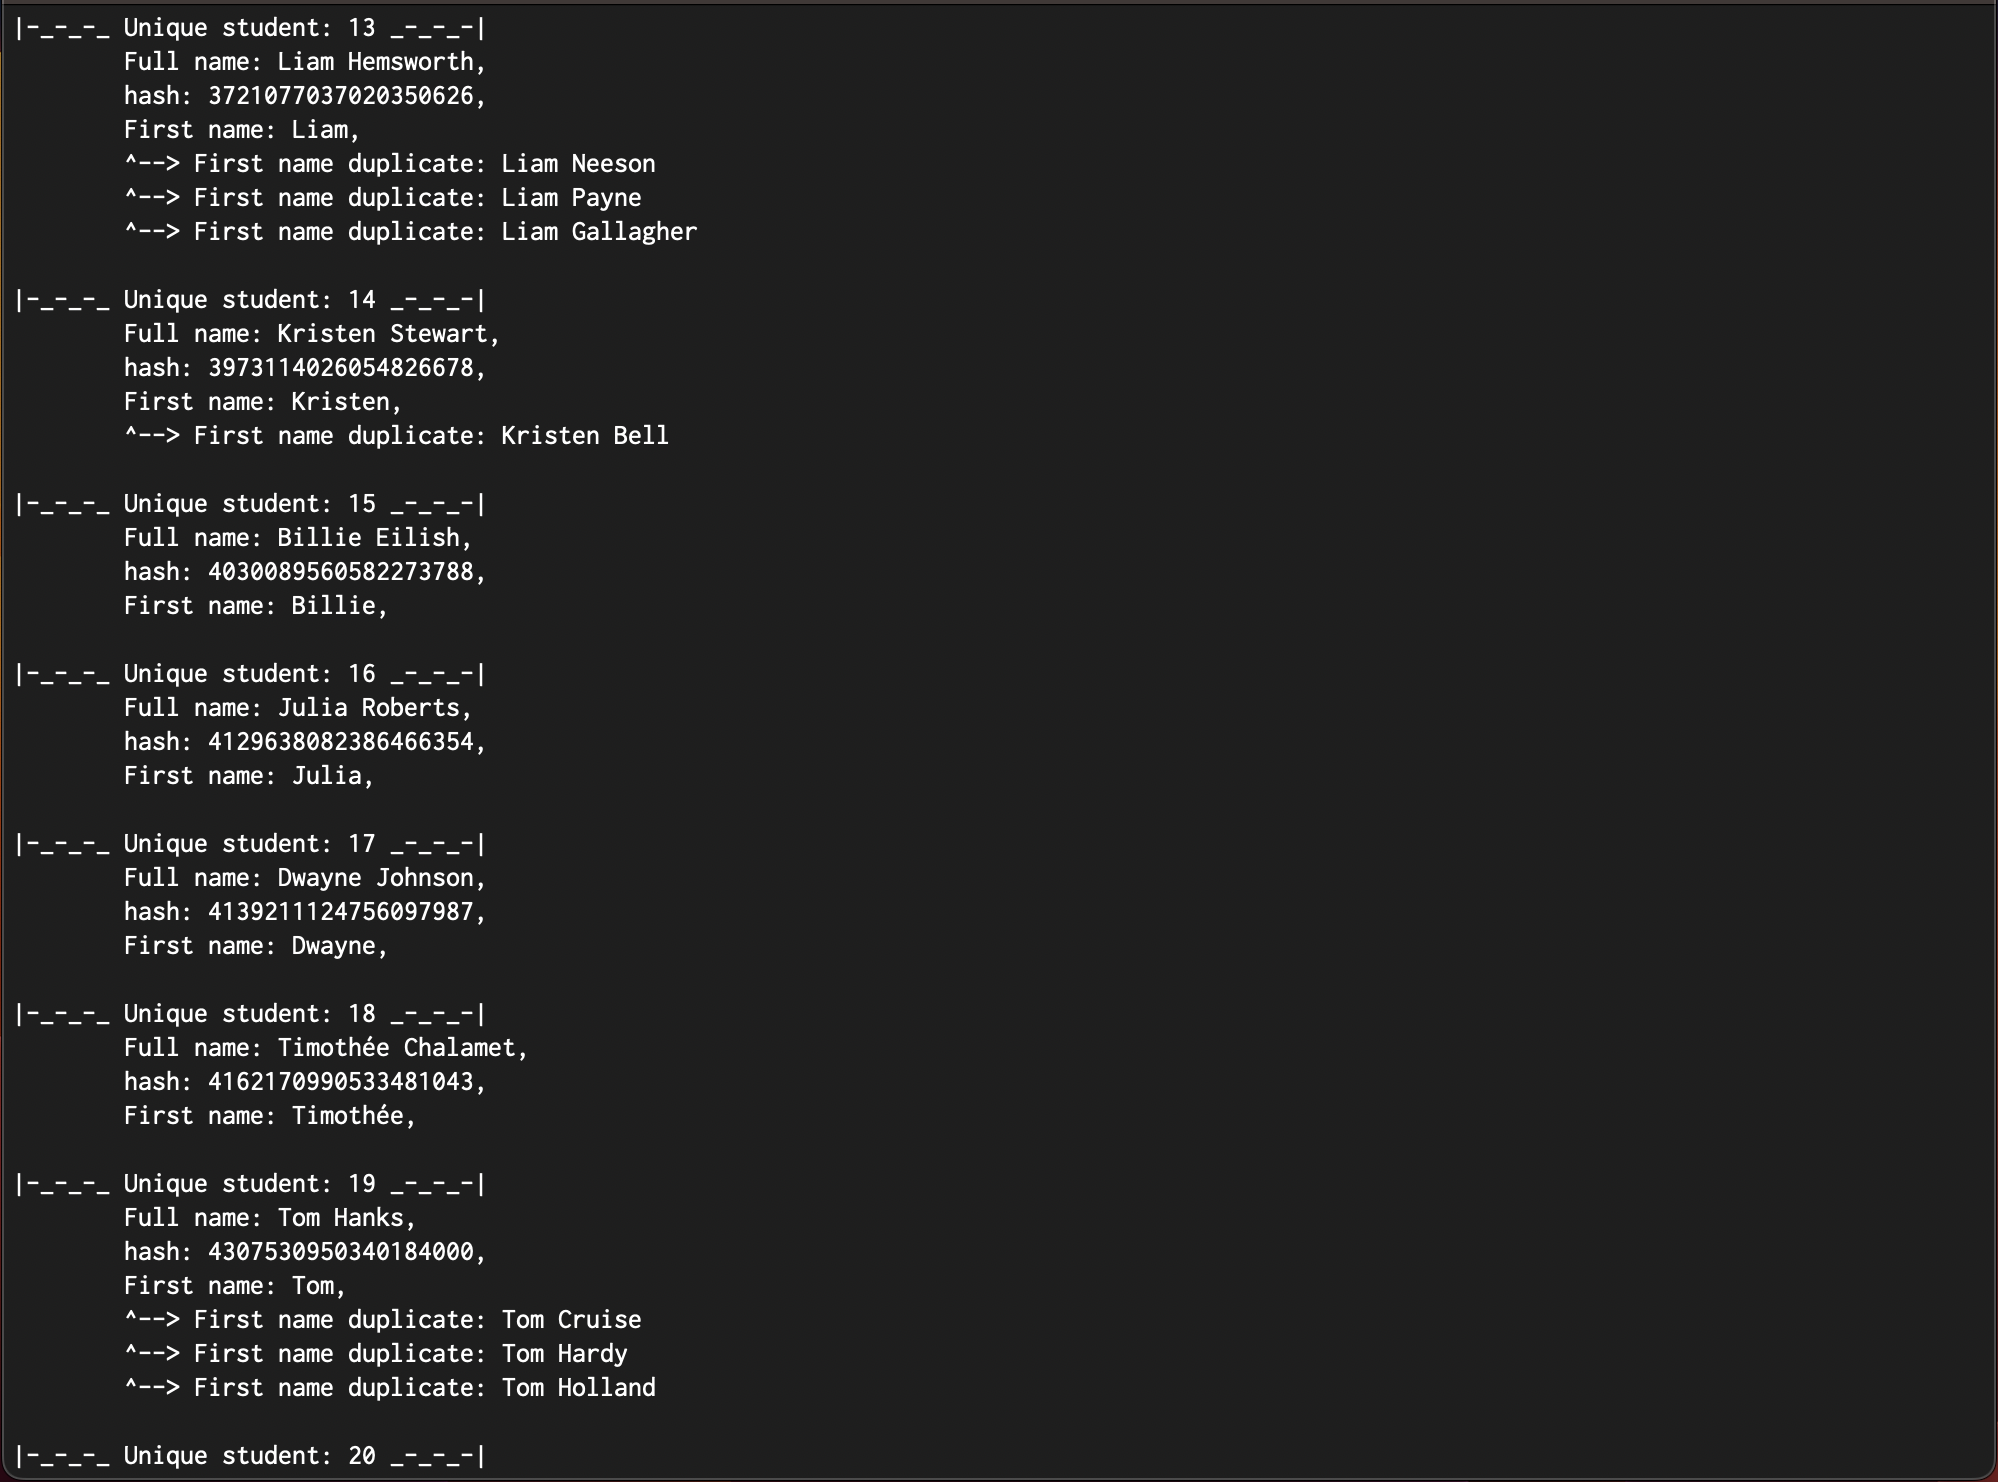 |-_-_-_ Unique student: 13 _-_-_-|
Full name: Liam Hemsworth,
hash: 3721077037020350626,
First name: Liam,
^--> First name duplicate: Liam Neeson
^--> First name duplicate: Liam Payne
^--> First name duplicate: Liam Gallagher
|-_-_-_ Unique student: 14 _-_-_-|
Full name: Kristen Stewart,
hash: 3973114026054826678,
First name: Kristen,
^--> First name duplicate: Kristen Bell
|-_-_-_ Unique student: 15 _-_-_-|
Full name: Billie Eilish,
hash: 4030089560582273788,
First name: Billie,
|-_-_-_ Unique student: 16 _-_-_-|
Full name: Julia Roberts,
hash: 4129638082386466354,
First name: Julia,
|-_-_-_ Unique student: 17 _-_-_-|
Full name: Dwayne Johnson,
hash: 4139211124756097987,
First name: Dwayne,
|-_-_-_ Unique student: 18 _-_-_-|
Full name: Timothée Chalamet,
hash: 4162170990533481043,
First name: Timothée,
|-_-_-_ Unique student: 19 _-_-_-|
Full name: Tom Hanks,
hash: 4307530950340184000,
First name: Tom,
^--> First name duplicate: Tom Cruise
^--> First name duplicate: Tom Hardy
^--> First name duplicate: Tom Holland
|-_-_-_ Unique student: 20 _-_-_-|